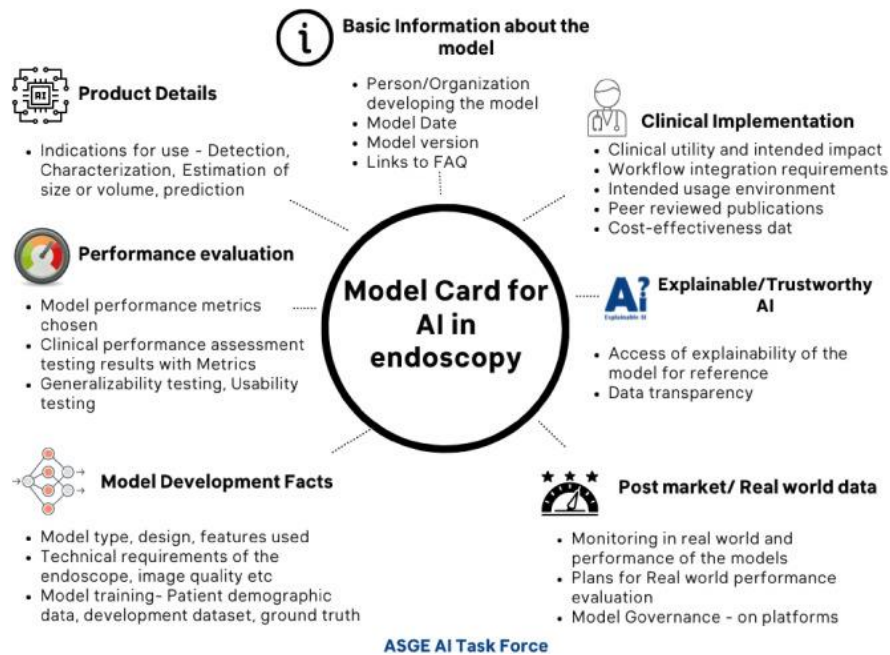 Basic Information about the
model
• Person/Organization
developing the model
• Model Date
• Model version
• Links to FAQ
AI
Product Details
• Indications for use - Detection,
Characterization, Estimation of
size or volume, prediction
Clinical Implementation
• Clinical utility and intended impact
• Workflow integration requirements
• Intended usage environment
• Peer reviewed publications
• Cost-effectiveness dat
Performance evaluation
• Model performance metrics
chosen
• Clinical performance assessment
testing results with Metrics
• Generalizability testing, Usability
testing
Model Card for
AI in
endoscopy
Ai?
Explainable AI
Explainable/Trustworthy
AI
• Access of explainability of the
model for reference
• Data transparency
Model Development Facts
• Model type, design, features used
• Technical requirements of the
endoscope, image quality etc
• Model training- Patient demographic
data, development dataset, ground truth
Post market/ Real world data
• Monitoring in real world and
performance of the models
• Plans for Real world performance
evaluation
• Model Governance - on platforms
ASGE AI Task Force